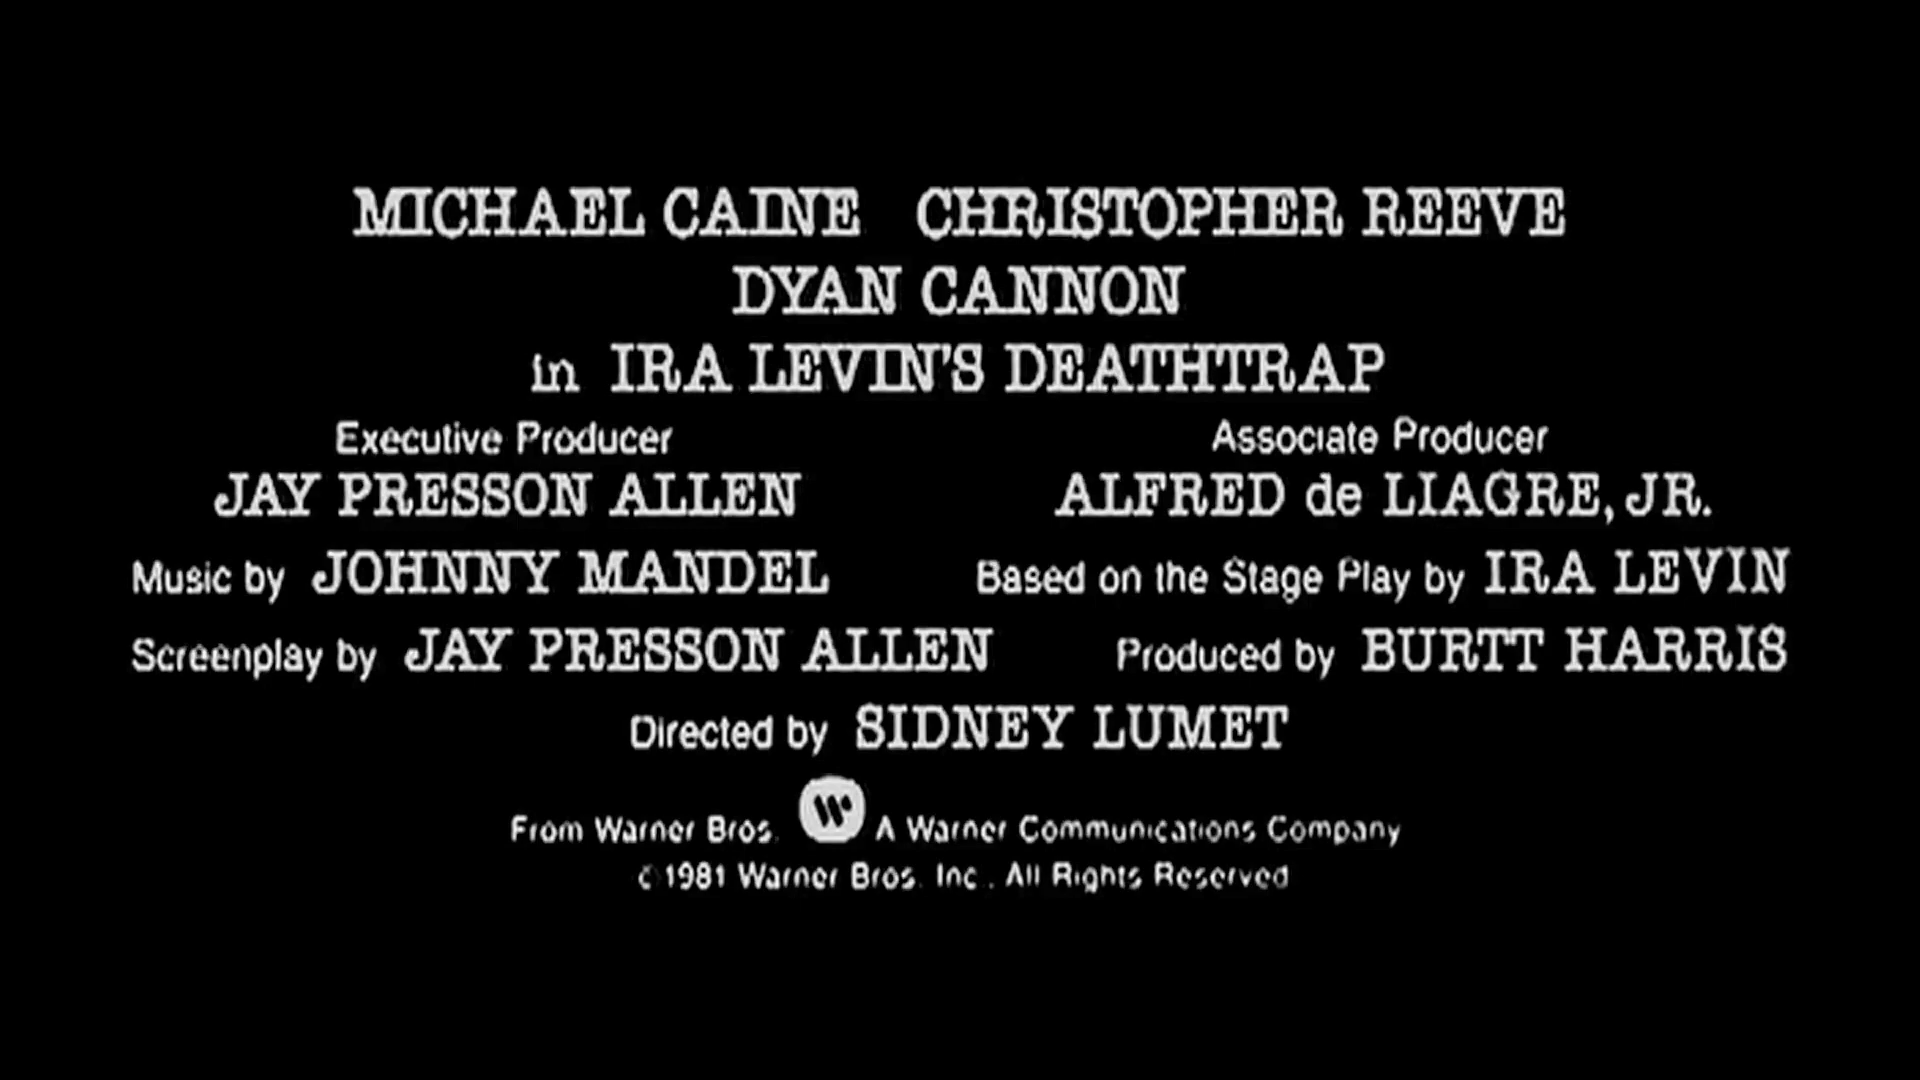 MICHAEL CAINE CHRISTOPHER REEVE
DYAN CANNON
in IRA LEVIN'S DEATHTRAP
Executive Producer
JAY PRESSON ALLEN
Associate Producer
ALFRED de LIAGRE, JR.
Music by JOHNNY MANDEL
Based on the Stage Play by IRA LEVIN
Screenplay by JAY PRESSON ALLEN
Produced by BURTT HARRIS
Directed by SIDNEY LUMET
From Warner Bros. W A Warner Communications Company
©1981 Warner Bros. Inc. All Rights Reserved